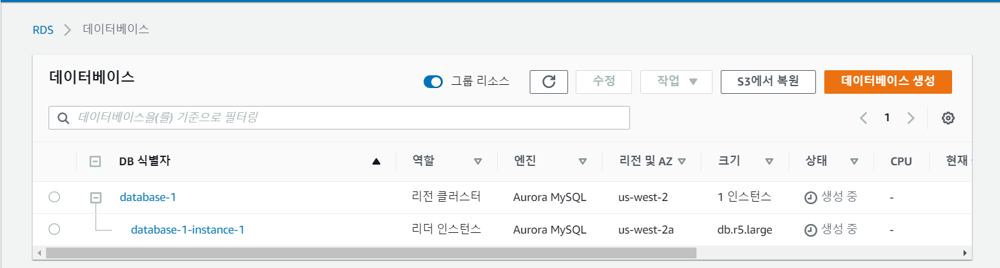 RDS > 데이터베이스
데이터베이스 그룹 리소스 수정 작업 S3에서 복원 데이터베이스 생성
데이터베이스을(를) 기준으로 필터링 1
DB 식별자 역할 엔진 리전 및 AZ 크기 상태 CPU 현재
database-1 리전 클러스터 Aurora MySQL us-west-2 1 인스턴스 생성 중 -
database-1-instance-1 리더 인스턴스 Aurora MySQL us-west-2a db.r5.large 생성 중 -